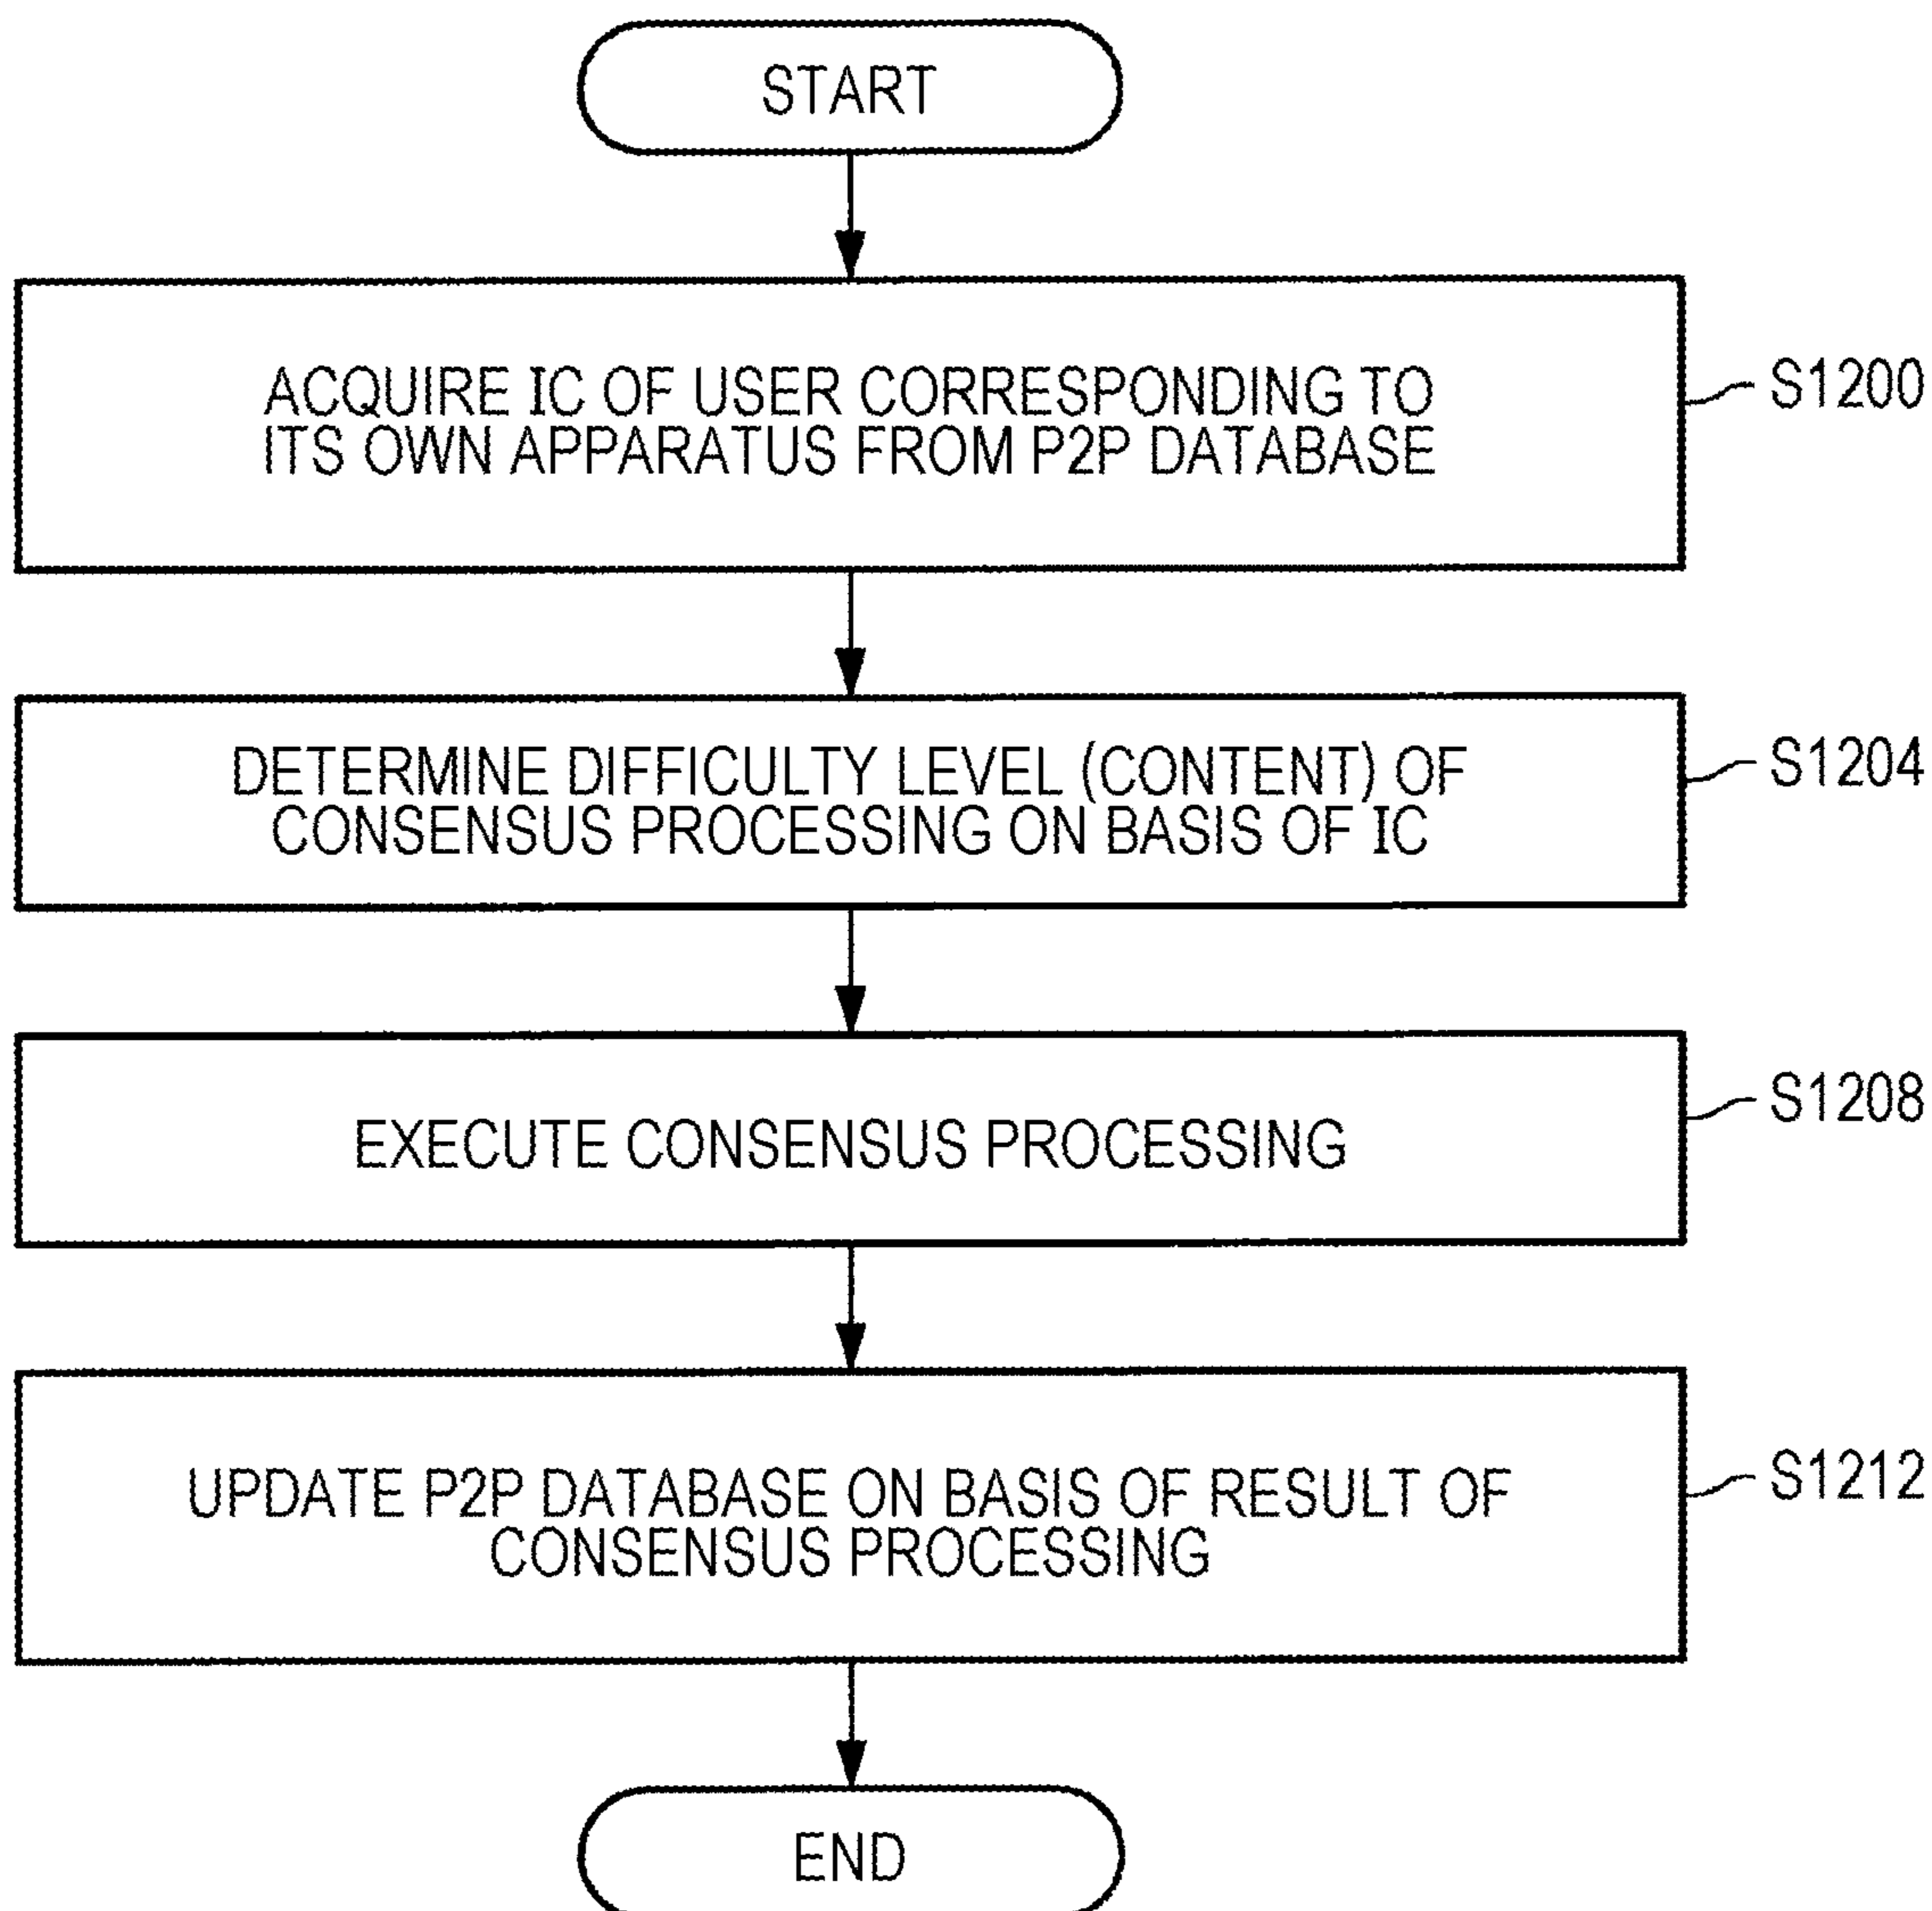 START
ACQUIRE IC OF USER CORRESPONDING TO
ITS OWN APPARATUS FROM P2P DATABASE
S1200
DETERMINE DIFFICULTY LEVEL (CONTENT) OF
CONSENSUS PROCESSING ON BASIS OF IC
S1204
EXECUTE CONSENSUS PROCESSING
S1208
UPDATE P2P DATABASE ON BASIS OF RESULT OF
CONSENSUS PROCESSING
S1212
END